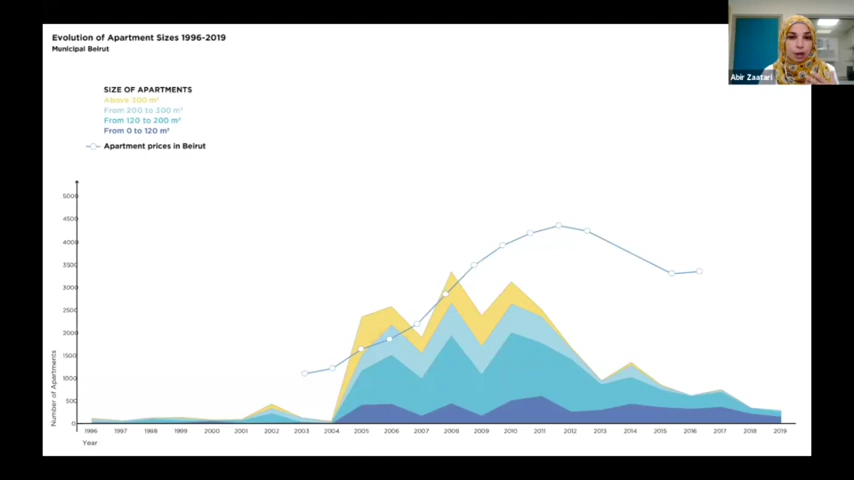 Evolution of Apartment Sizes 1996-2019
Municipal Beirut
Abir Zaatari
SIZE OF APARTMENTS
Above 300 m²
From 200 to 300 m²
From 120 to 200 m²
From 0 to 120 m²
Apartment prices in Beirut
5000
4500
4000
3500
3000
2500
2000
1500
1000
500
0
Number of Apartments
1996 1997 1998 1999 2000 2001 2002 2003 2004 2005 2006 2007 2008 2009 2010 2011 2012 2013 2014 2015 2016 2017 2018 2019
Year